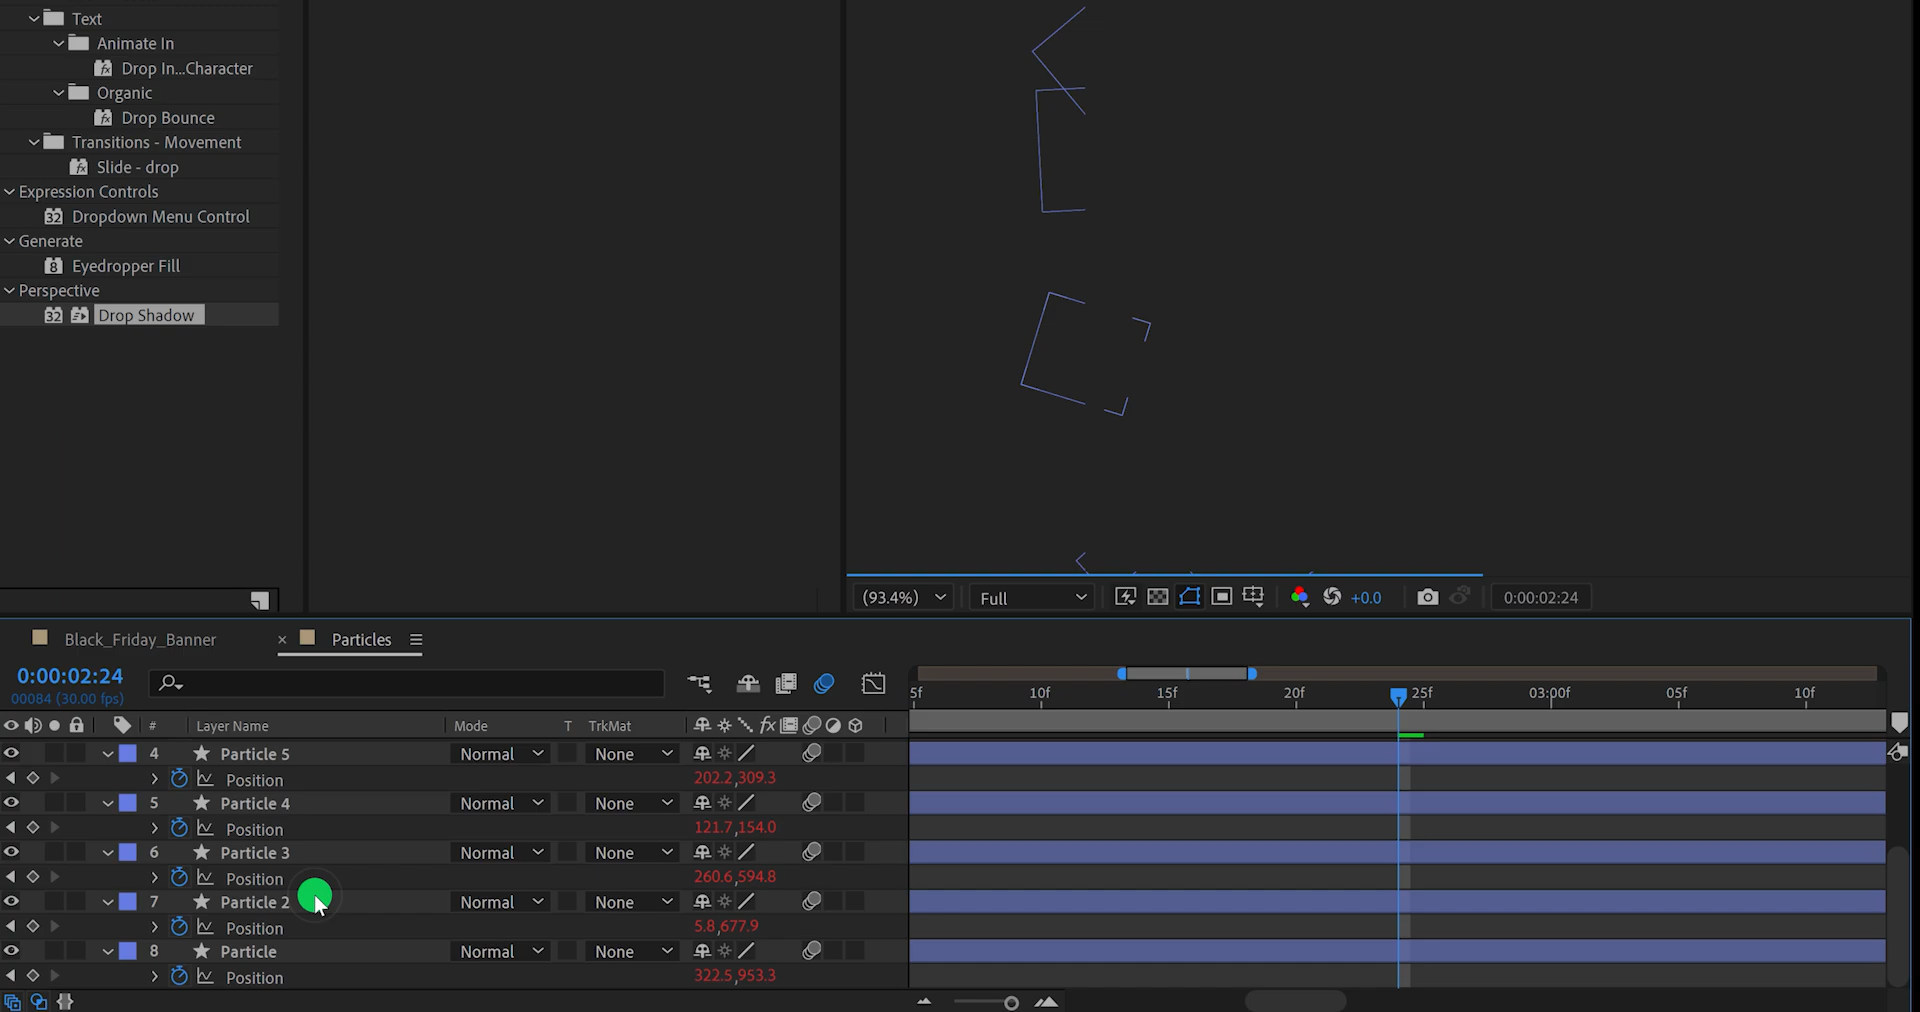 Text
Animate In
Drop In...Character
Organic
Drop Bounce
Transitions - Movement
Slide - drop
Expression Controls
32 Dropdown Menu Control
Generate
8 Eyedropper Fill
Perspective
32 Drop Shadow
(93.4%) Full +0.0 0:00:02:24
Black_Friday_Banner × Particles
0:00:02:24
00084 (30.00 fps)
5f 10f 15f 20f 25f 03:00f 05f 10f
# Layer Name Mode T TrkMat fx
4 Particle 5 Normal None
Position 202.2,309.3
5 Particle 4 Normal None
Position 121.7,154.0
6 Particle 3 Normal None
Position 260.6,594.8
7 Particle 2 Normal None
Position 5.8,677.9
8 Particle Normal None
Position 322.5,953.3